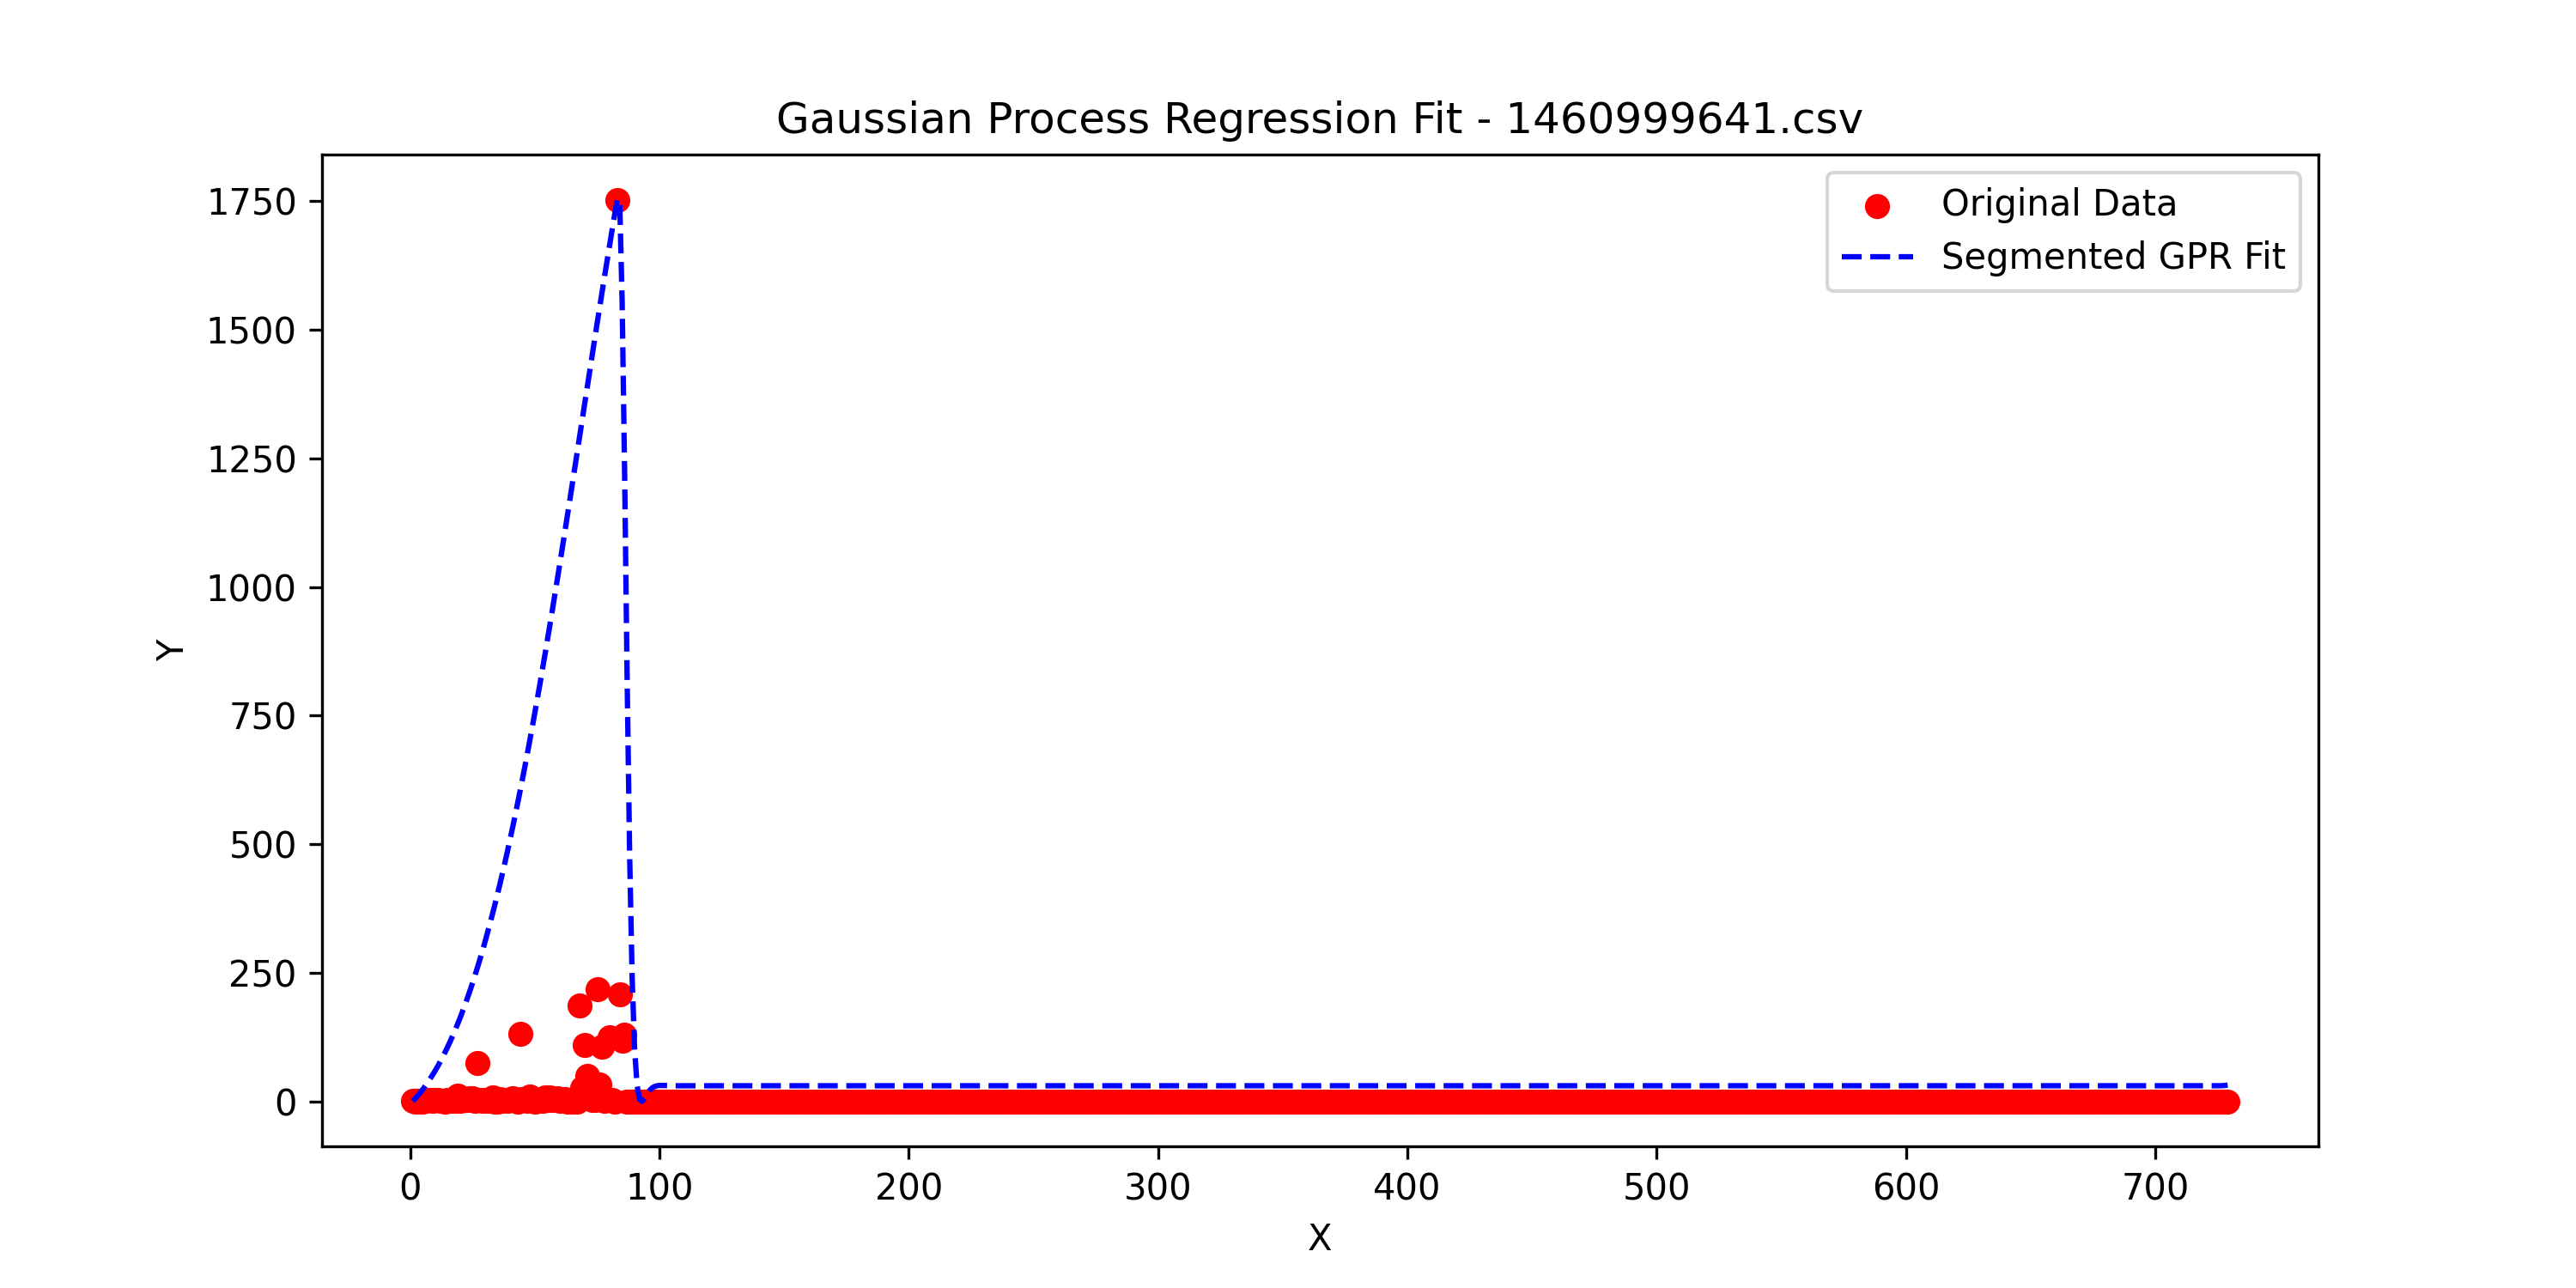 Gaussian Process Regression Fit - 1460999641.csv
Original Data
Segmented GPR Fit
1750
1500
1250
1000
750
500
250
0
Y
0 100 200 300 400 500 600 700
X